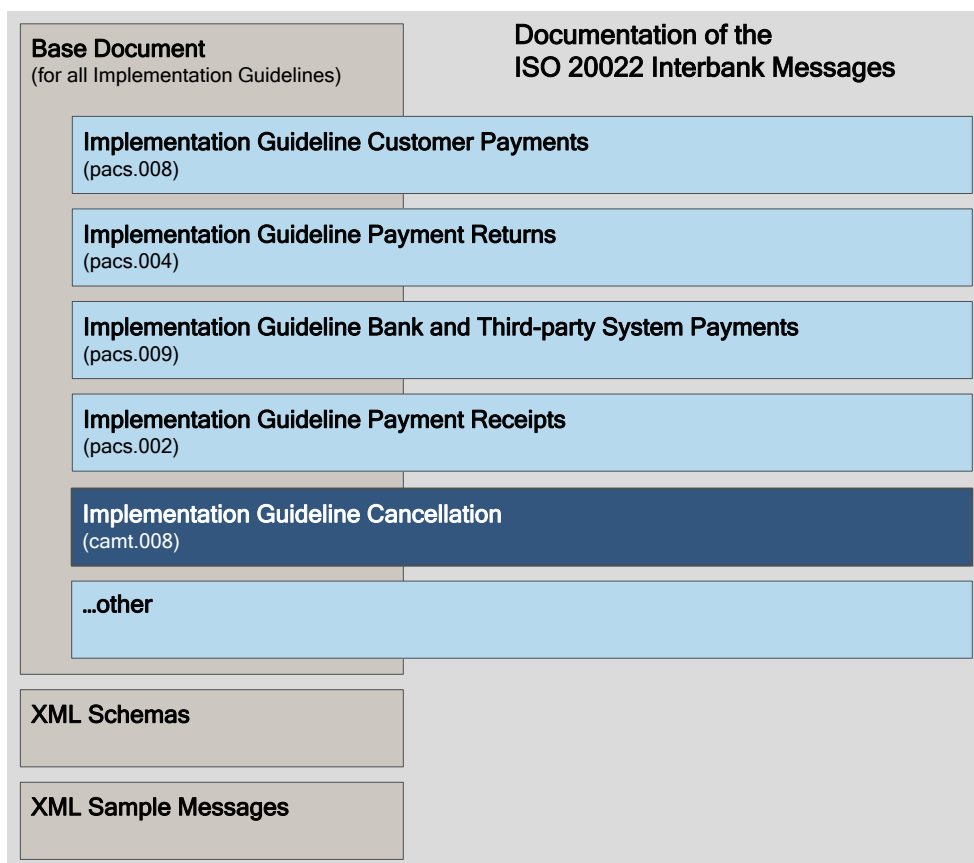 Base Document
(for all Implementation Guidelines)
Documentation of the
ISO 20022 Interbank Messages
Implementation Guideline Customer Payments
(pacs.008)
Implementation Guideline Payment Returns
(pacs.004)
Implementation Guideline Bank and Third-party System Payments
(pacs.009)
Implementation Guideline Payment Receipts
(pacs.002)
Implementation Guideline Cancellation
(camt.008)
...other
XML Schemas
XML Sample Messages